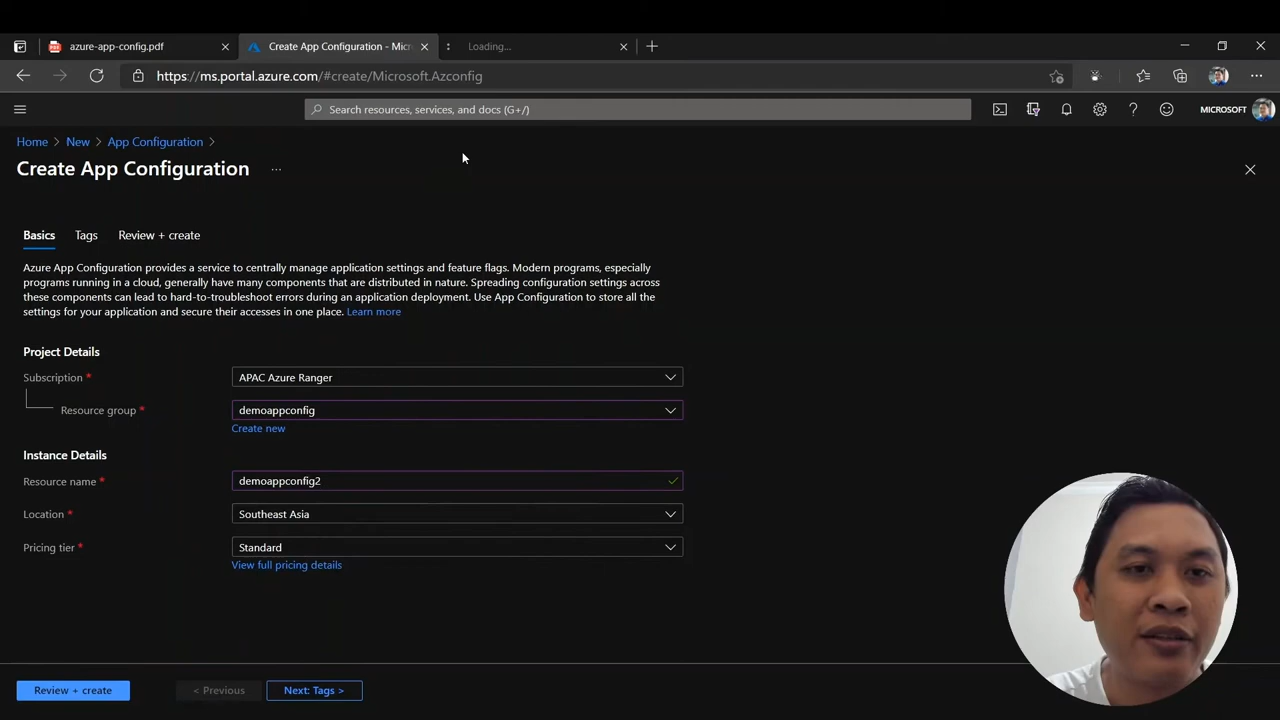 azure-app-config.pdf
Create App Configuration - Micr
Loading...
https://ms.portal.azure.com/#create/Microsoft.Azconfig
Search resources, services, and docs (G+/)
MICROSOFT
Home > New > App Configuration >
Create App Configuration ...
Basics Tags Review + create
Azure App Configuration provides a service to centrally manage application settings and feature flags. Modern programs, especially
programs running in a cloud, generally have many components that are distributed in nature. Spreading configuration settings across
these components can lead to hard-to-troubleshoot errors during an application deployment. Use App Configuration to store all the
settings for your application and secure their accesses in one place. Learn more
Project Details
Subscription * APAC Azure Ranger
Resource group * demoappconfig
Create new
Instance Details
Resource name * demoappconfig2
Location * Southeast Asia
Pricing tier * Standard
View full pricing details
Review + create < Previous Next: Tags >